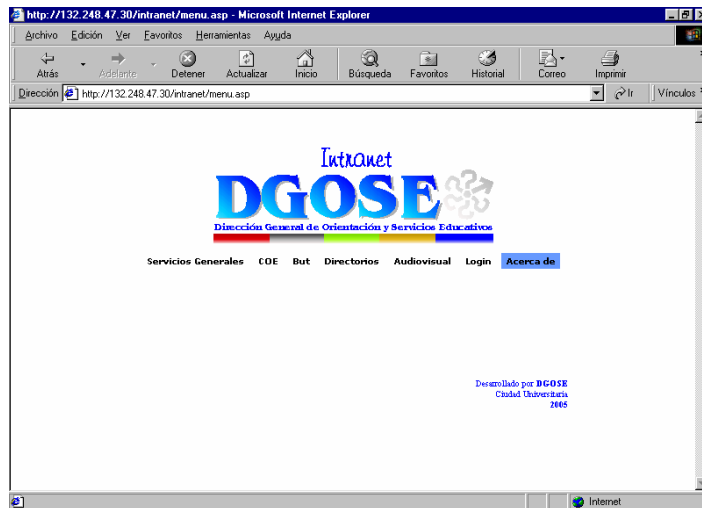 http://132.248.47.30/intranet/menu.asp - Microsoft Internet Explorer
Archivo Edición Ver Favoritos Herramientas Ayuda
Atrás Adelante Detener Actualizar Inicio Búsqueda Favoritos Historial Correo Imprimir
Dirección http://132.248.47.30/intranet/menu.asp Ir Vínculos
Intranet
DGOSE
Dirección General de Orientación y Servicios Educativos
Servicios Generales COE But Directorios Audiovisual Login Acerca de
Desarrollado por DGOSE
Ciudad Universitaria
2005
Internet